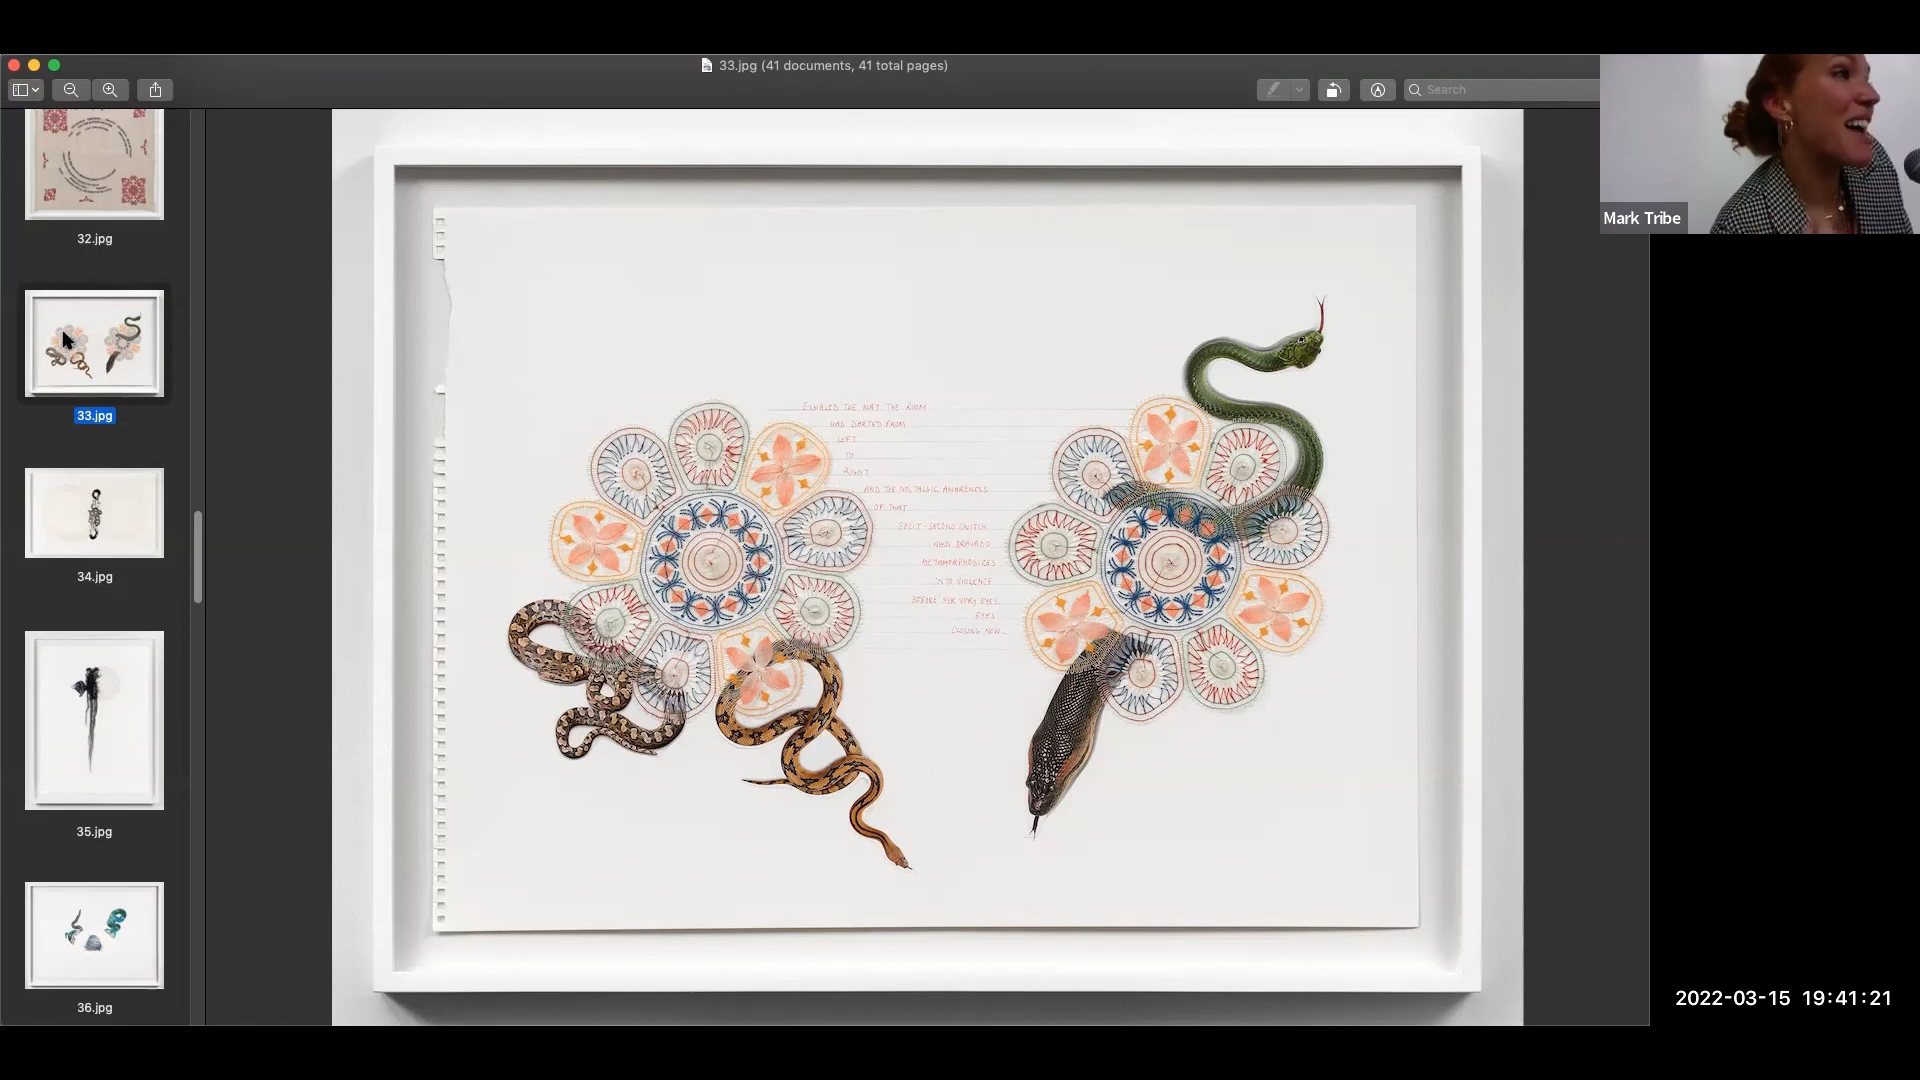 33.jpg (41 documents, 41 total pages)
Search
32.jpg
33.jpg
34.jpg
35.jpg
36.jpg
EXHALED THE WAY THE ROOM
HAD DARTED FROM
LEFT
TO
RIGHT
AND THE NOSTALGIC AWARENESS
OF THAT
SPLIT-SECOND SWITCH
WHEN BRAVADO
METAMORPHOSIZES
INTO VIOLENCE
BEFORE HER VERY EYES.
EYES
CLOSING NOW...
Mark Tribe
2022-03-15 19:41:21